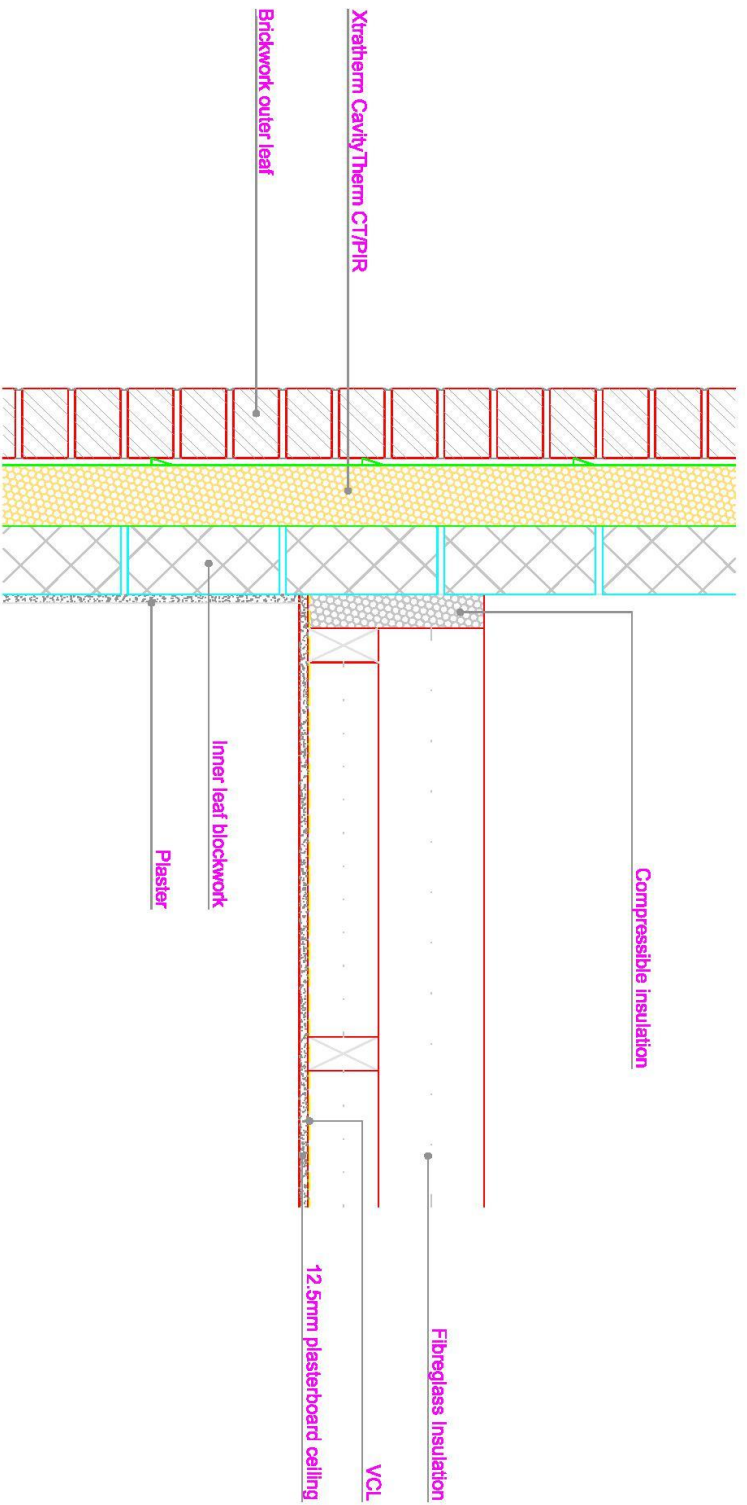 Xtratherm CavityTherm CT/PIR
Brickwork outer leaf
Compressible insulation
Inner leaf blockwork
Plaster
Fibreglass Insulation
VCL
12.5mm plasterboard ceiling